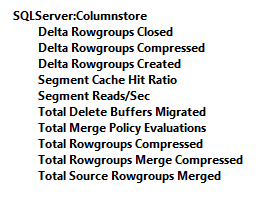 SQLServer:Columnstore
Delta Rowgroups Closed
Delta Rowgroups Compressed
Delta Rowgroups Created
Segment Cache Hit Ratio
Segment Reads/Sec
Total Delete Buffers Migrated
Total Merge Policy Evaluations
Total Rowgroups Compressed
Total Rowgroups Merge Compressed
Total Source Rowgroups Merged